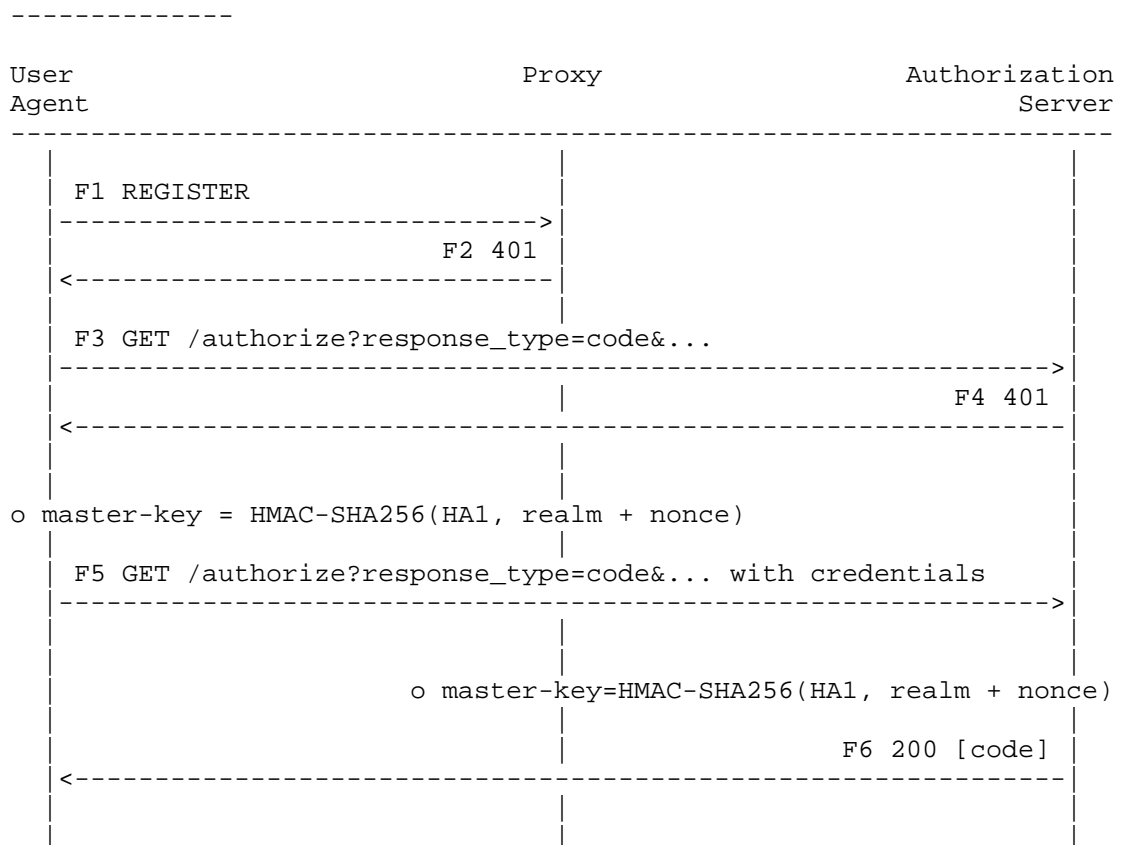 --------------
User Proxy Authorization
Agent Server
---------------------------------------------------------------------
F1 REGISTER
------------------------------>
F2 401
<------------------------------
F3 GET /authorize?response_type=code&...
-------------------------------------------------------------->
F4 401
<--------------------------------------------------------------
o master-key = HMAC-SHA256(HA1, realm + nonce)
F5 GET /authorize?response_type=code&... with credentials
-------------------------------------------------------------->
o master-key=HMAC-SHA256(HA1, realm + nonce)
F6 200 [code]
<--------------------------------------------------------------